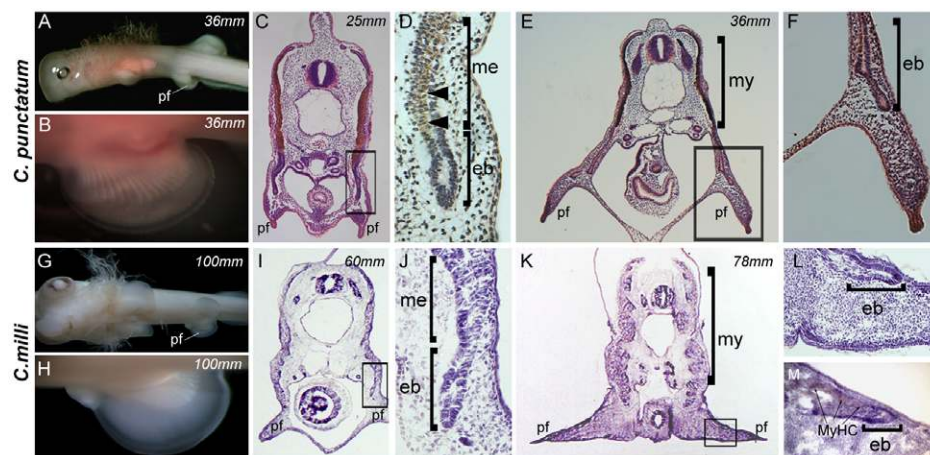 C. punctatum
A 36mm
pf
B 36mm
C 25mm
pf pf
D
me
eb
E 36mm
my
pf pf
F
eb
C.milli
G 100mm
pf
H 100mm
I 60mm
pf
J
me
eb
K 78mm
my
pf pf
L
eb
M
MyHC
eb